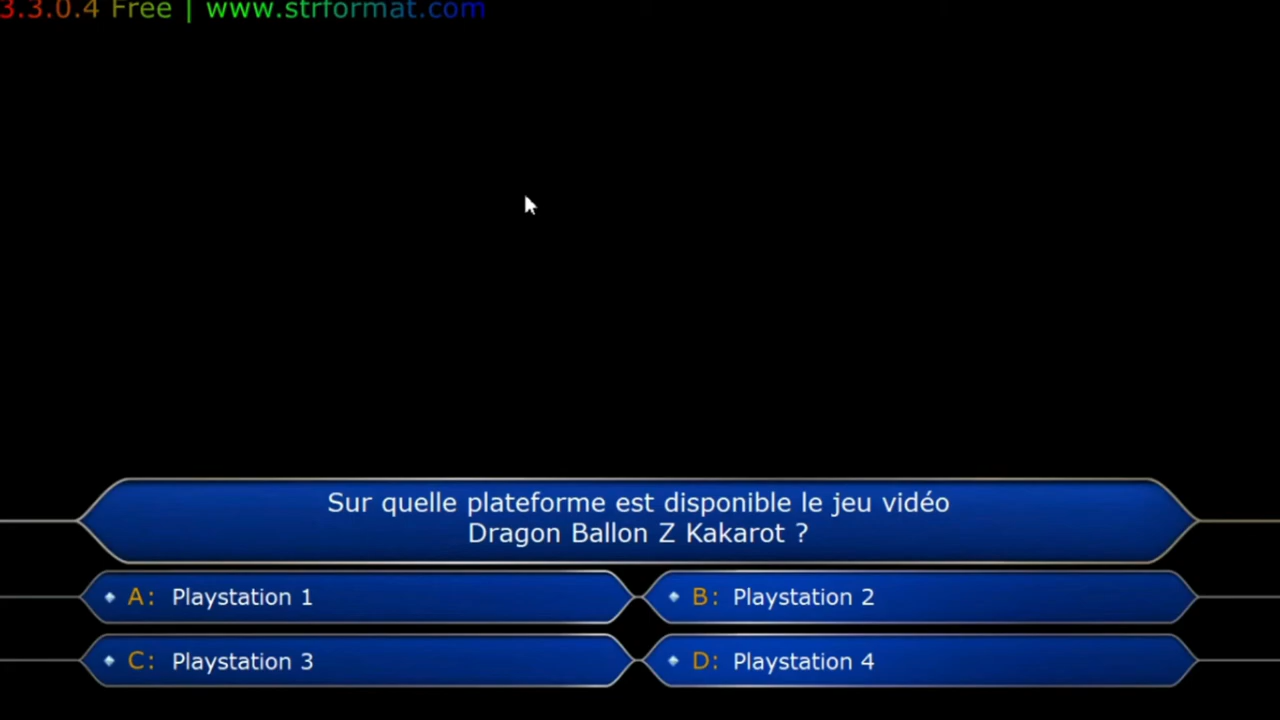 3.3.0.4 Free | www.strformat.com
Sur quelle plateforme est disponible le jeu vidéo
Dragon Ballon Z Kakarot ?
A: Playstation 1
B: Playstation 2
C: Playstation 3
D: Playstation 4